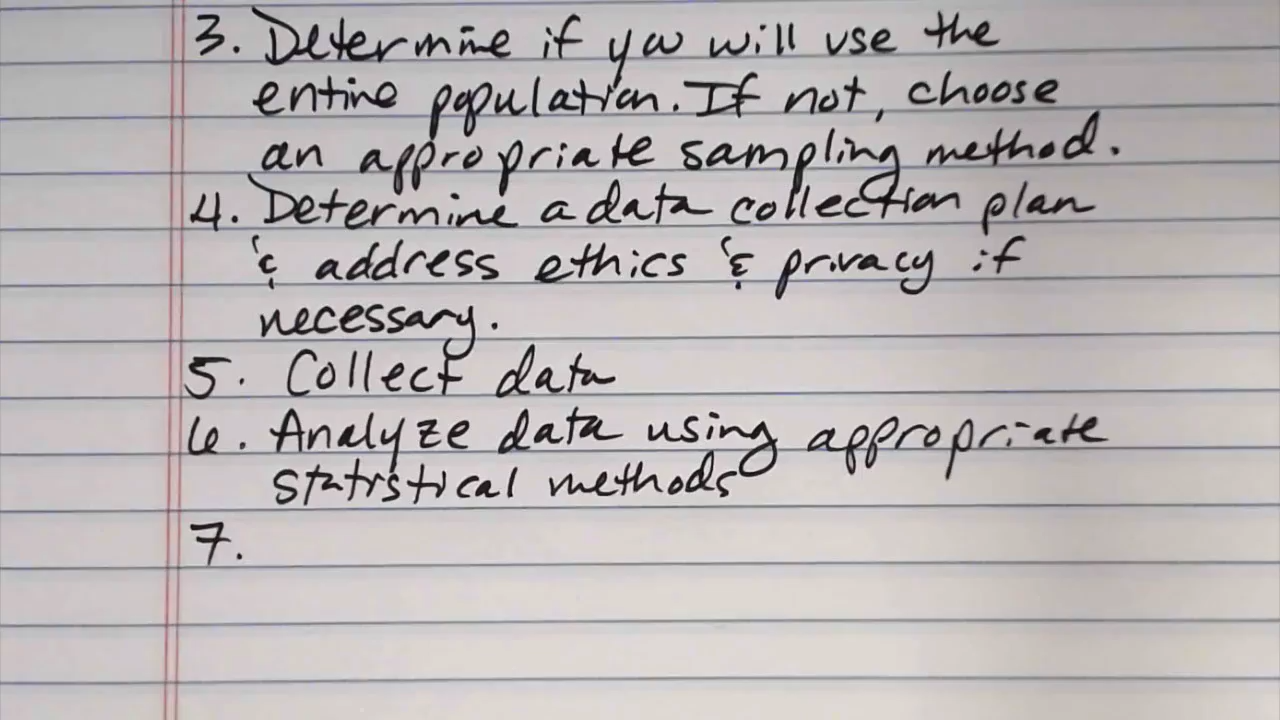 3. Determine if you will use the
entire population. If not, choose
an appropriate sampling method.
4. Determine a data collection plan
& address ethics & privacy if
necessary.
5. Collect data
6. Analyze data using appropriate
statistical methods
7.